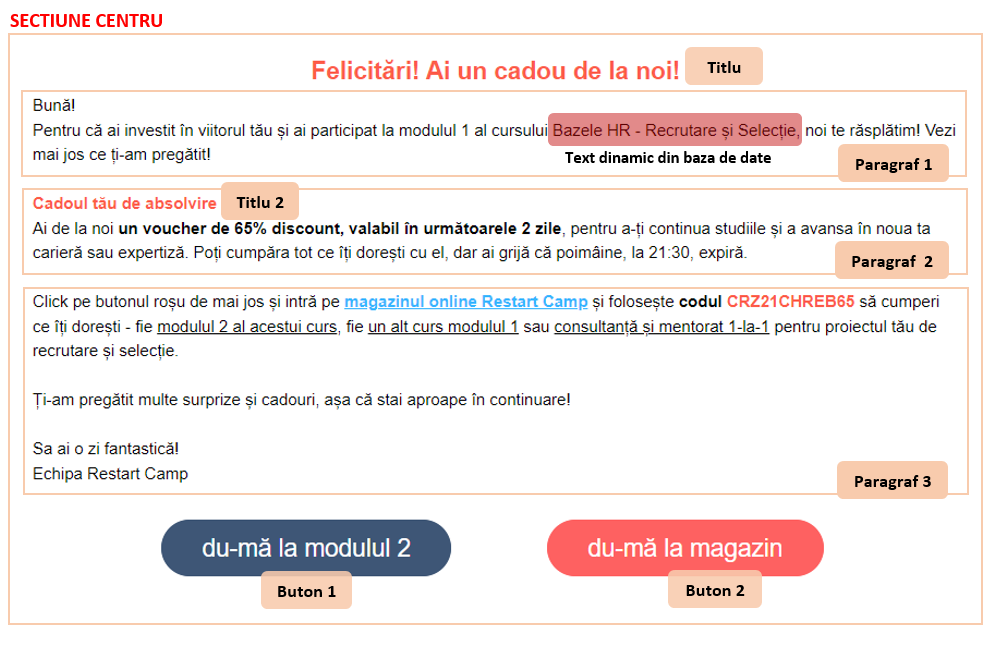 SECTIUNE CENTRU
Felicitări! Ai un cadou de la noi!
Titlu
Bună!
Pentru că ai investit în viitorul tău și ai participat la modulul 1 al cursului Bazele HR - Recrutare și Selecție, noi te răsplătim! Vezi
mai jos ce ți-am pregătit!
Text dinamic din baza de date
Paragraf 1
Cadoul tău de absolvire
Titlu 2
Ai de la noi un voucher de 65% discount, valabil în următoarele 2 zile, pentru a-ți continua studiile și a avansa în noua ta
carieră sau expertiză. Poți cumpăra tot ce îți dorești cu el, dar ai grijă că poimâine, la 21:30, expiră.
Paragraf 2
Click pe butonul roșu de mai jos și intră pe magazinul online Restart Camp și folosește codul CRZ21CHREB65 să cumperi
ce îți dorești - fie modulul 2 al acestui curs, fie un alt curs modulul 1 sau consultanță și mentorat 1-la-1 pentru proiectul tău de
recrutare și selecție.
Ți-am pregătit multe surprize și cadouri, așa că stai aproape în continuare!
Sa ai o zi fantastică!
Echipa Restart Camp
Paragraf 3
du-mă la modulul 2
du-mă la magazin
Buton 1
Buton 2